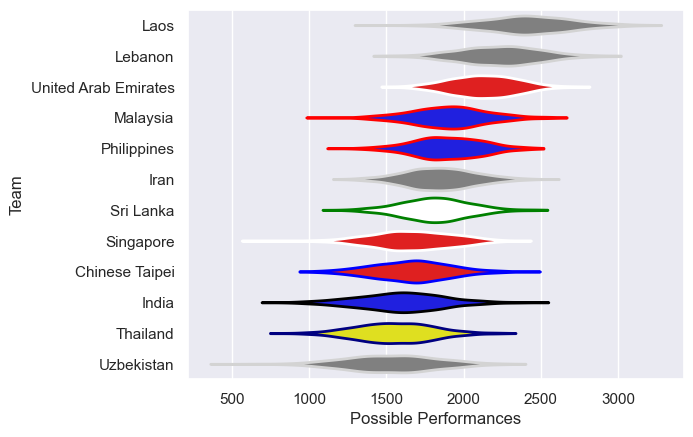 Laos
Lebanon
United Arab Emirates
Malaysia
Philippines
Iran
Sri Lanka
Singapore
Chinese Taipei
India
Thailand
Uzbekistan
Team
500 1000 1500 2000 2500 3000
Possible Performances